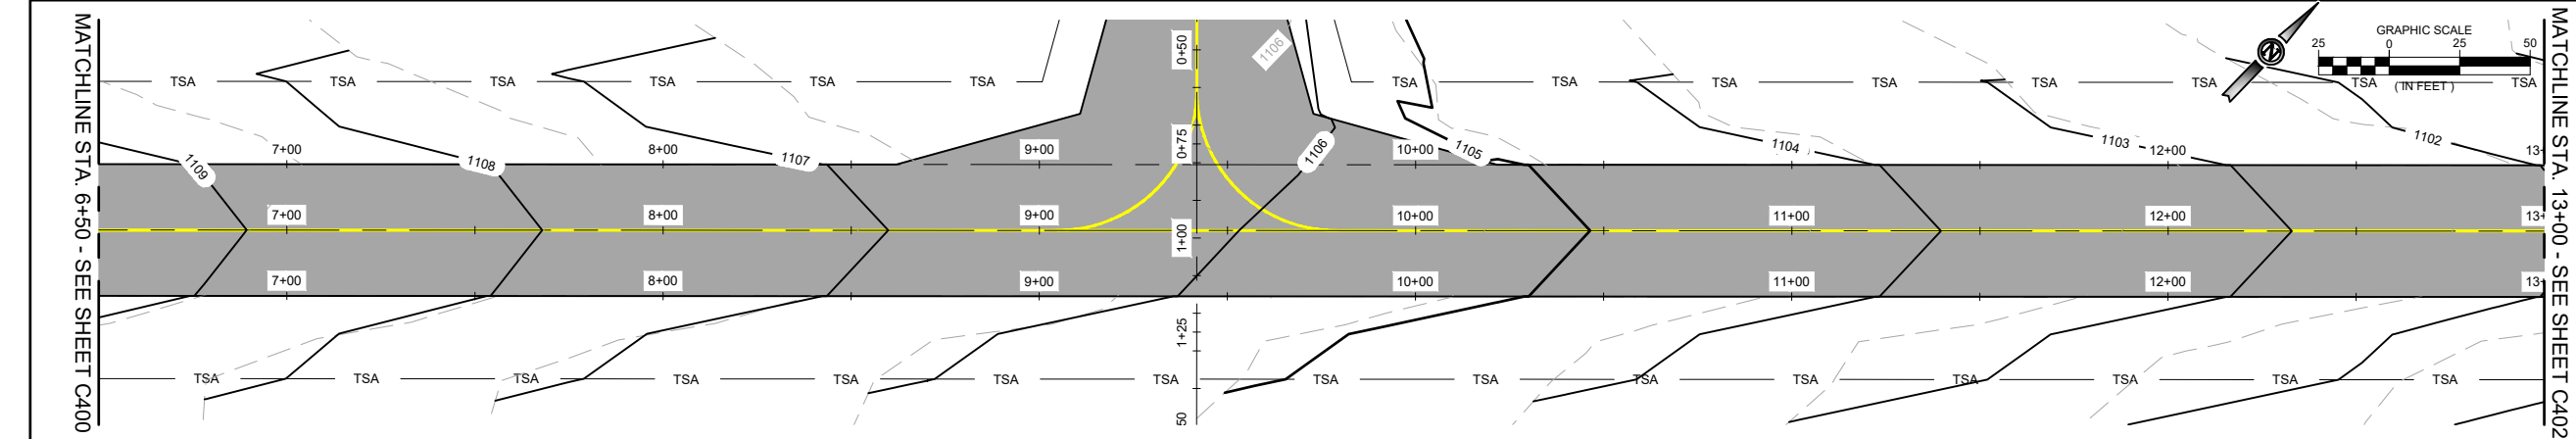 MATCHLINE STA. 6+50 - SEE SHEET C400
0+50
1106
GRAPHIC SCALE
25 0 25 50
( IN FEET )
TSA TSA TSA TSA TSA TSA TSA TSA TSA TSA TSA TSA TSA TSA
7+00 8+00 9+00 0+75 10+00 12+00 13+
1109 1108 1107 1106 1105 1104 1103 1102
7+00 8+00 9+00 10+00 11+00 12+00 13+
1+00
7+00 8+00 9+00 10+00 11+00 12+00 13+
1+25
TSA TSA TSA TSA TSA TSA TSA TSA TSA TSA TSA TSA TSA TSA TSA
50
N
MATCHLINE STA. 13+00 - SEE SHEET C402